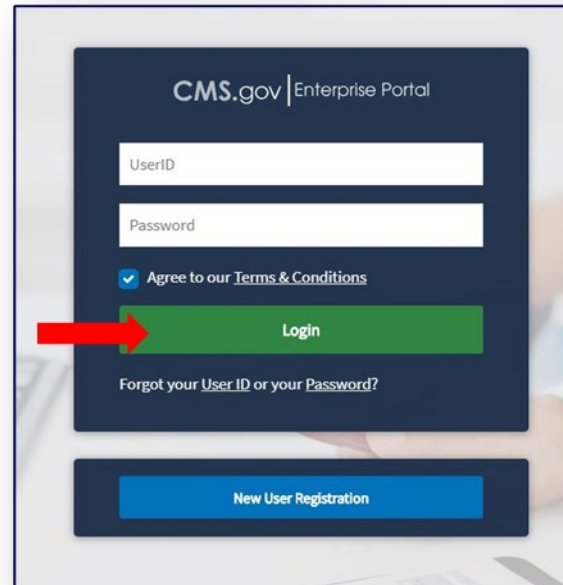 CMS.gov | Enterprise Portal
UserID
Password
Agree to our Terms & Conditions
Login
Forgot your User ID or your Password?
New User Registration